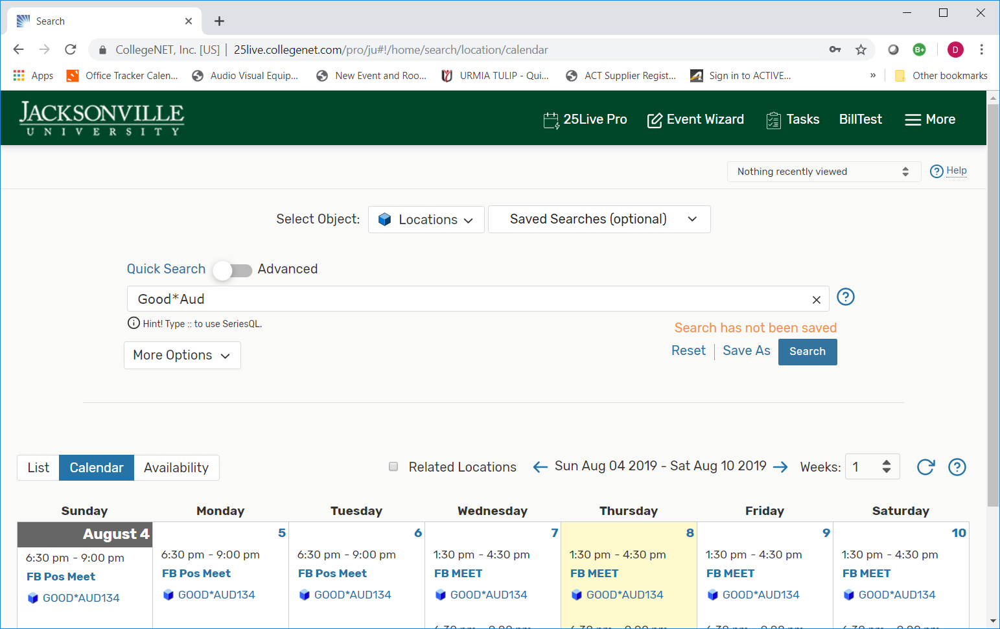 Search
CollegeNET, Inc. [US] | 25live.collegenet.com/pro/ju#!/home/search/location/calendar
D
Apps
Office Tracker Calen...
Audio Visual Equip...
New Event and Roo...
URMIA TULIP - Qui...
ACT Supplier Regist...
Sign in to ACTIVE...
»
Other bookmarks
JACKSONVILLE
UNIVERSITY
25Live Pro
Event Wizard
Tasks
BillTest
More
Nothing recently viewed
Help
Select Object:
Locations
Saved Searches (optional)
Quick Search
Advanced
Good*Aud
Hint! Type :: to use SeriesQL.
Search has not been saved
More Options
Reset | Save As
Search
List
Calendar
Availability
Related Locations
Sun Aug 04 2019 - Sat Aug 10 2019
Weeks: 1
Sunday Monday Tuesday Wednesday Thursday Friday Saturday
August 4 5 6 7 8 9 10
6:30 pm - 9:00 pm 6:30 pm - 9:00 pm 6:30 pm - 9:00 pm 1:30 pm - 4:30 pm 1:30 pm - 4:30 pm 1:30 pm - 4:30 pm 1:30 pm - 4:30 pm
FB Pos Meet FB Pos Meet FB Pos Meet FB MEET FB MEET FB MEET FB MEET
GOOD*AUD134 GOOD*AUD134 GOOD*AUD134 GOOD*AUD134 GOOD*AUD134 GOOD*AUD134 GOOD*AUD134